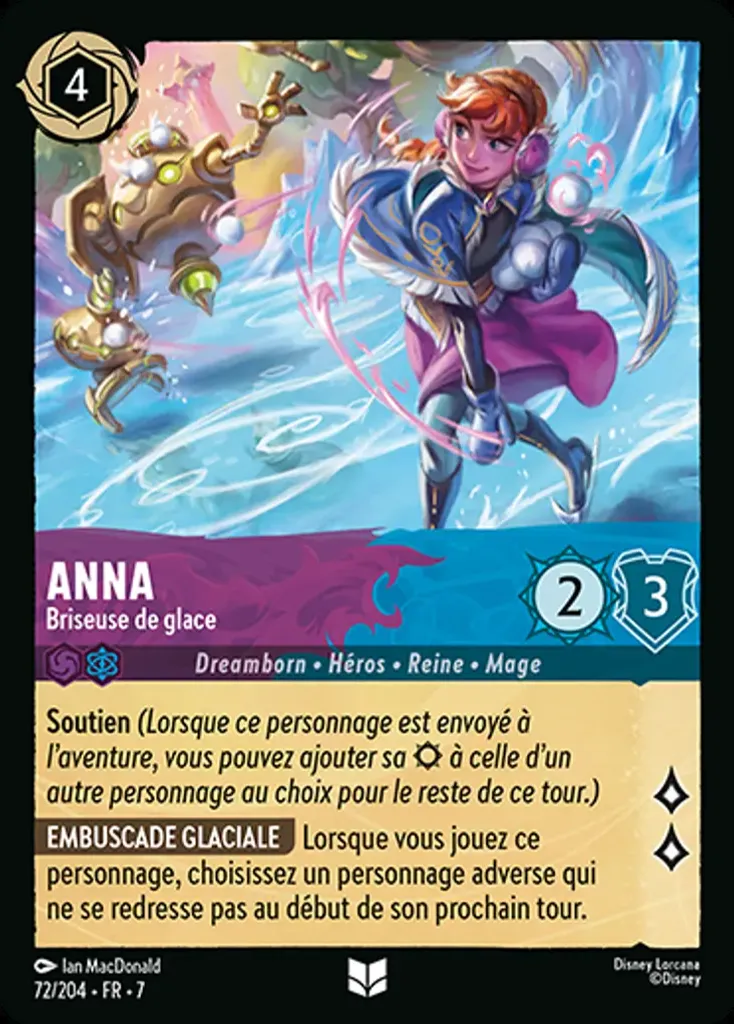 4
ANNA
Briseuse de glace
2
3
Dreamborn • Héros • Reine • Mage
Soutien (Lorsque ce personnage est envoyé à
l'aventure, vous pouvez ajouter sa à celle d'un
autre personnage au choix pour le reste de ce tour.)
EMBUSCADE GLACIALE Lorsque vous jouez ce
personnage, choisissez un personnage adverse qui
ne se redresse pas au début de son prochain tour.
Ian MacDonald
72/204 • FR • 7
Disney Lorcana
©Disney